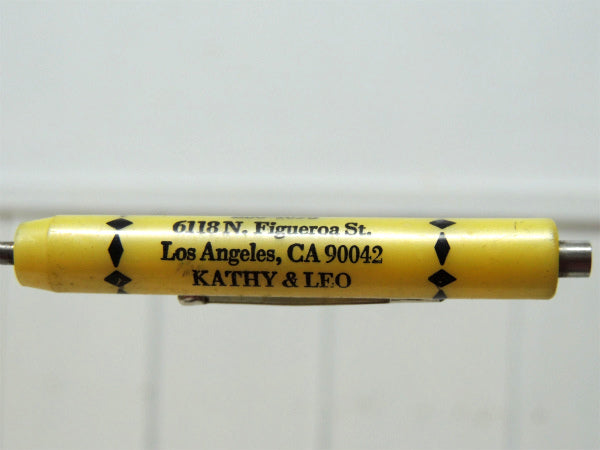 6118 N. Figueroa St.
Los Angeles, CA 90042
KATHY & LEO